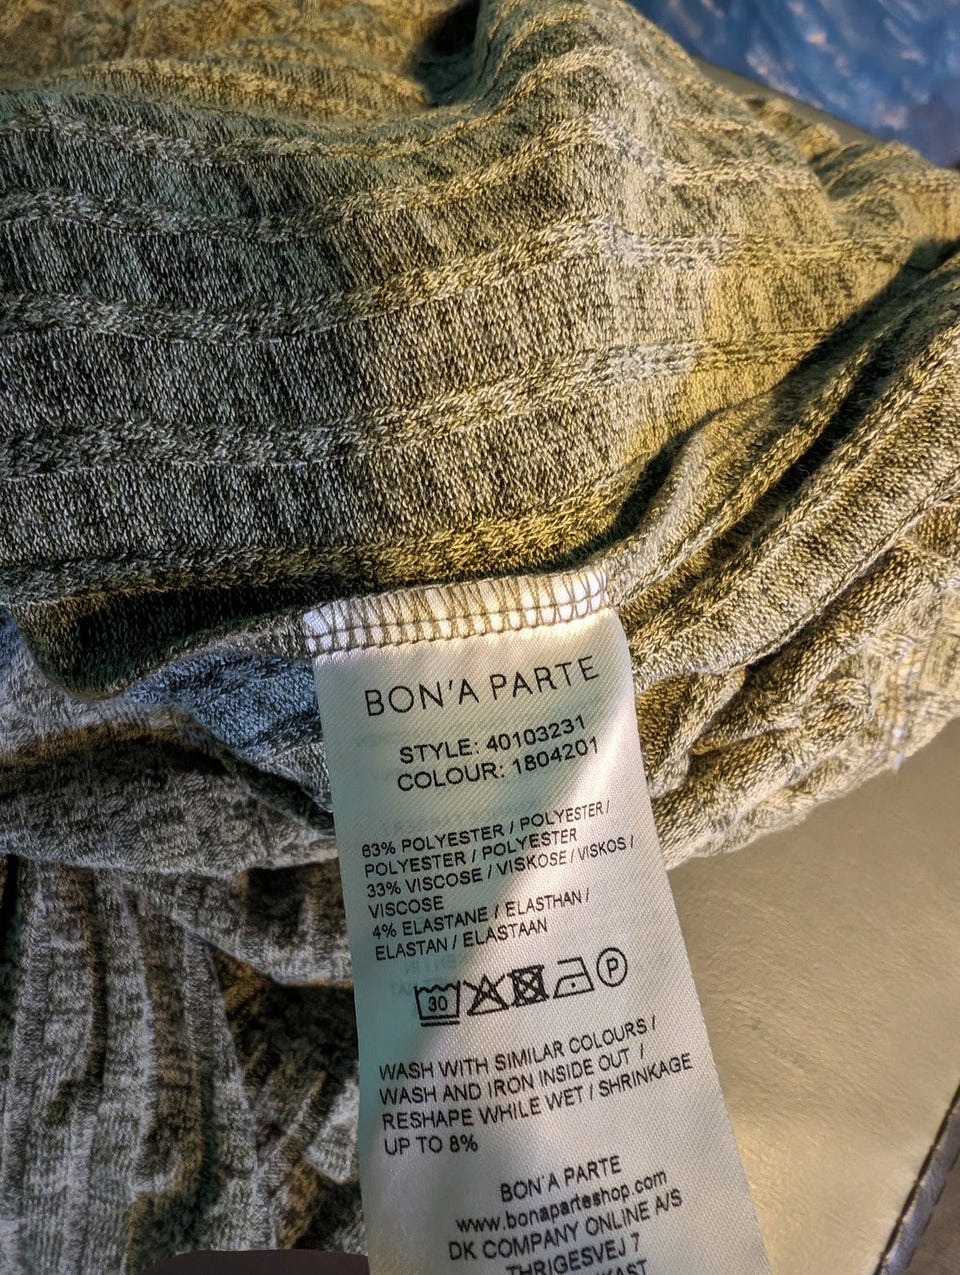 BON'A PARTE
STYLE: 40103231
COLOUR: 1804201
63% POLYESTER / POLYESTER /
POLYESTER / POLYESTER
33% VISCOSE / VISKOSE / VISKOS /
VISCOSE
4% ELASTANE / ELASTHAN /
ELASTAN / ELASTAAN
30 P
WASH WITH SIMILAR COLOURS /
WASH AND IRON INSIDE OUT /
RESHAPE WHILE WET / SHRINKAGE
UP TO 8%
BON'A PARTE
www.bonaparteshop.com
DK COMPANY ONLINE A/S
THRIGESVEJ 7